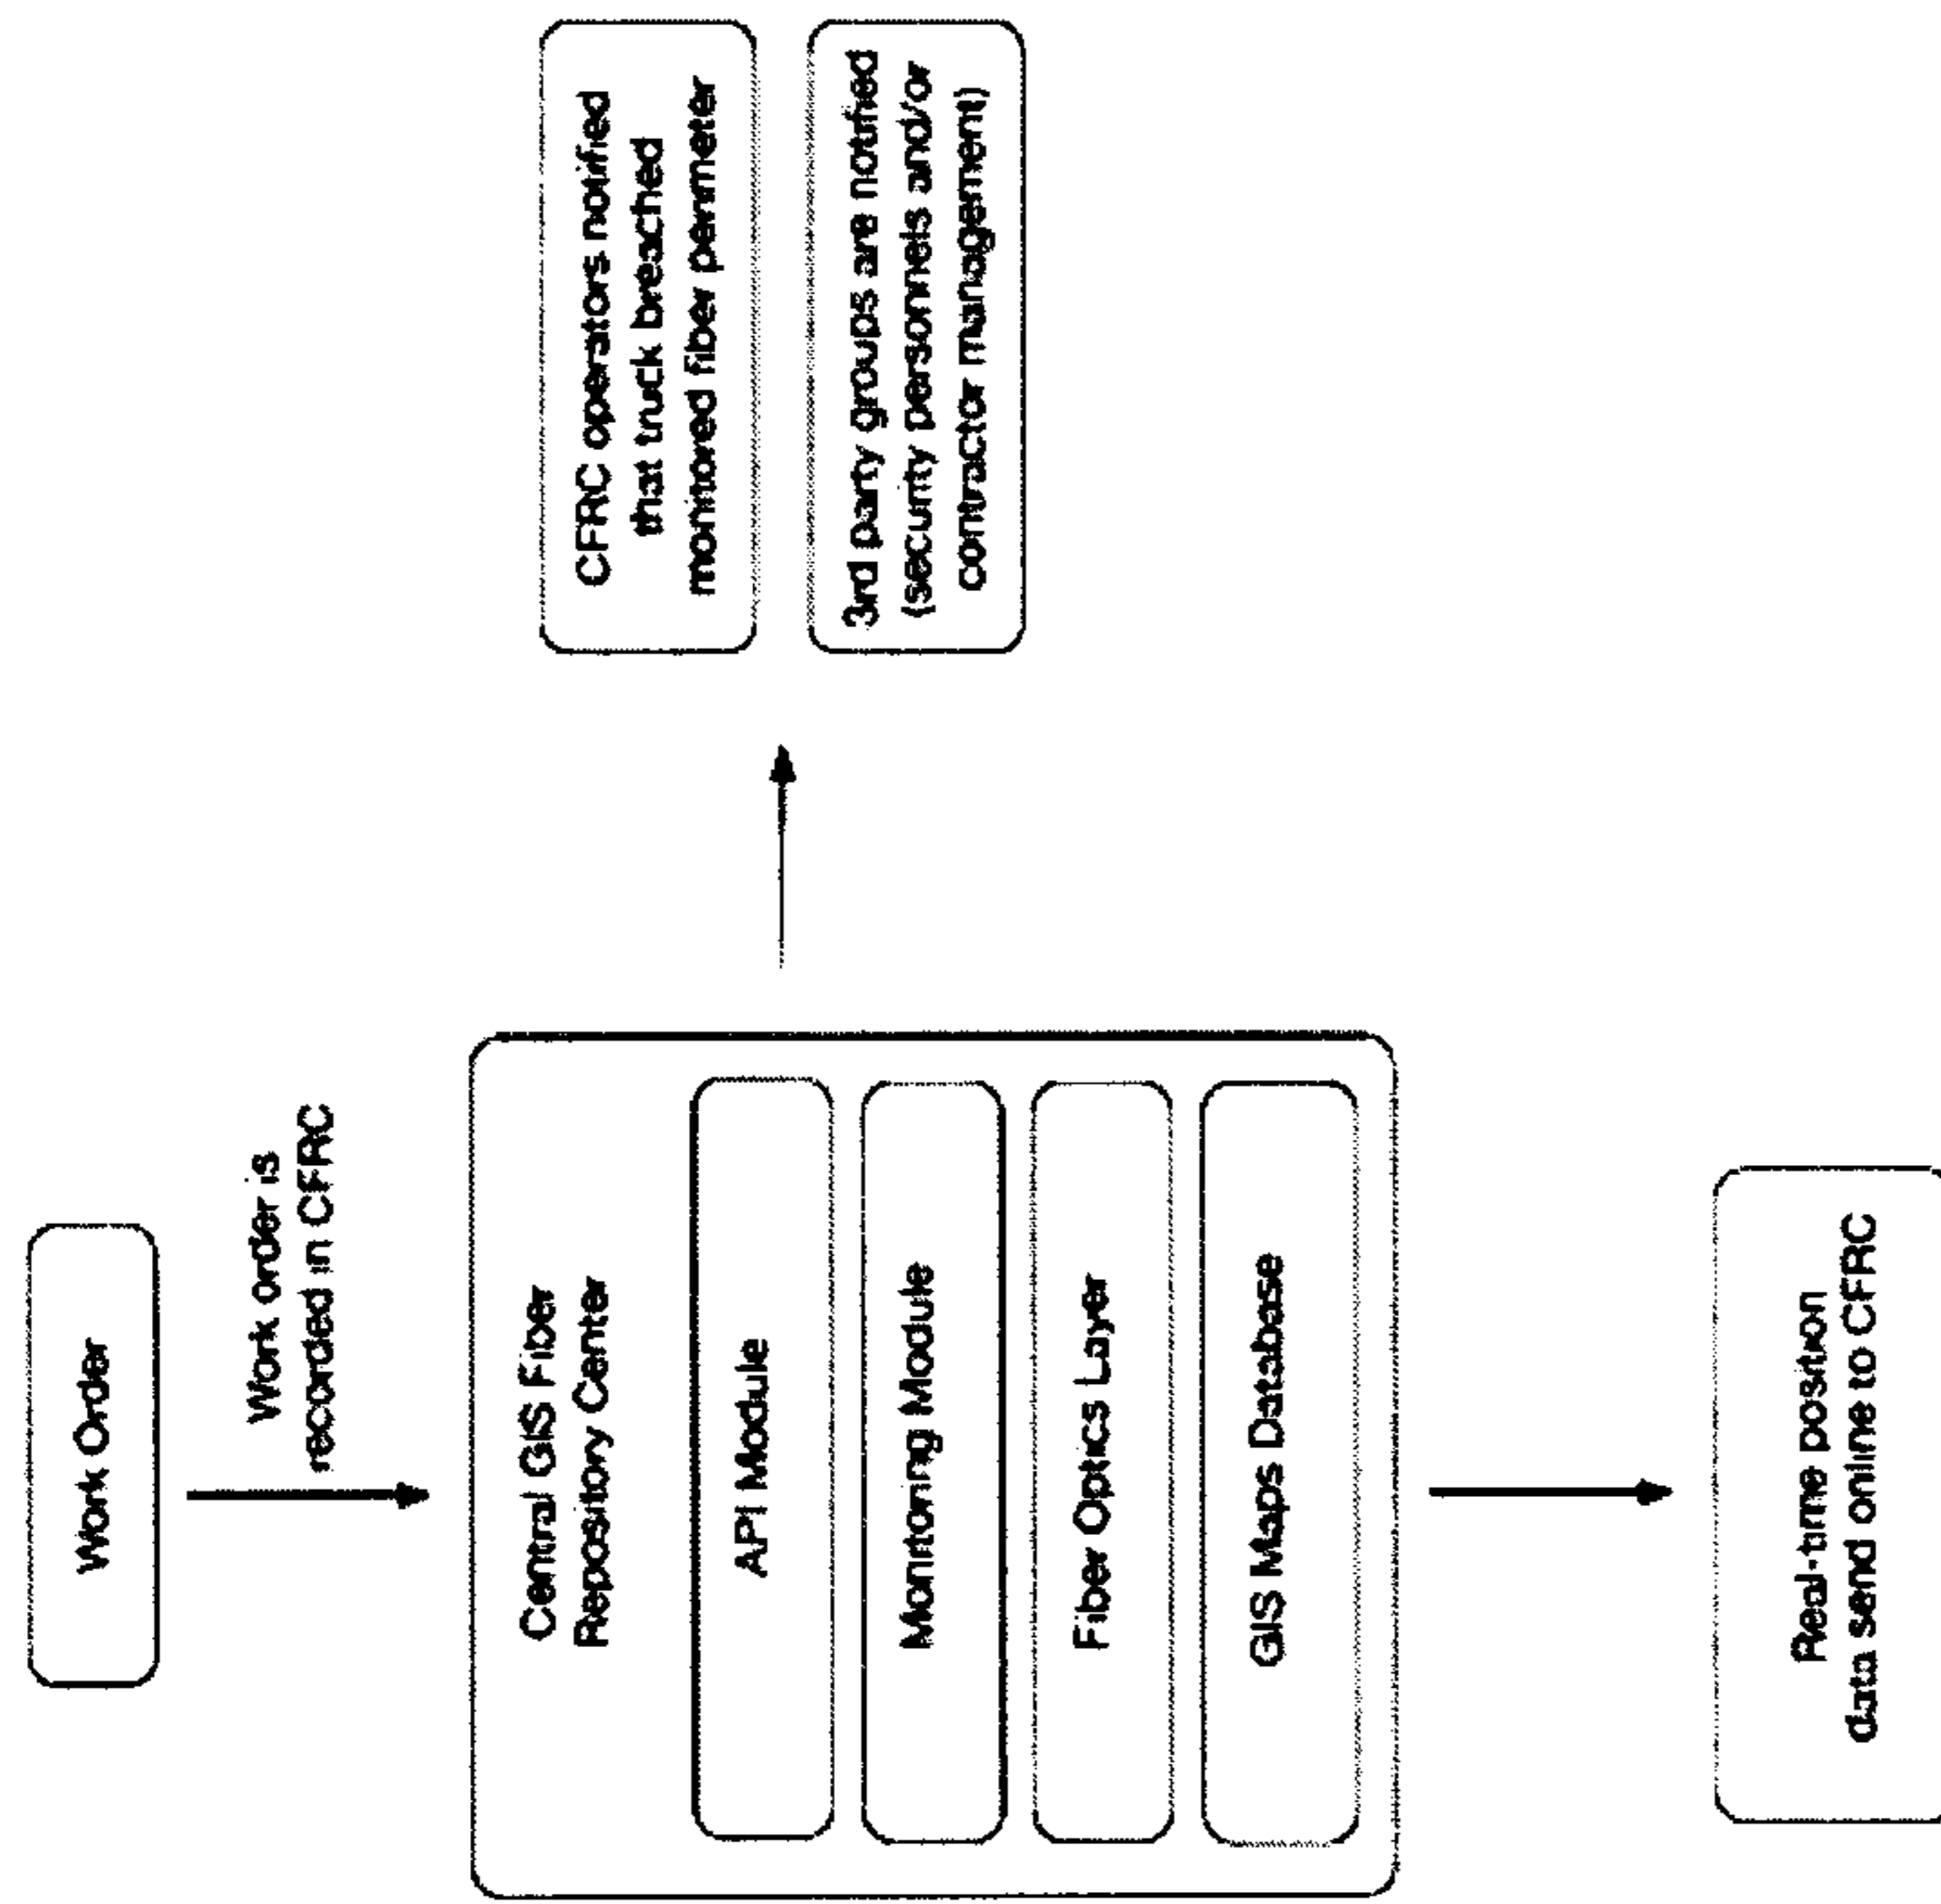 Work Order
Work order is
recorded in CFRC
Central GIS Fiber
Repository Center
API Module
Monitoring Module
Fiber Optics Layer
GIS Maps Database
CFRC operators notified
that truck breached
monitored fiber perimeter
3rd party groups are notified
(security personnels and/or
contractor management)
Real-time position
data send online to CFRC